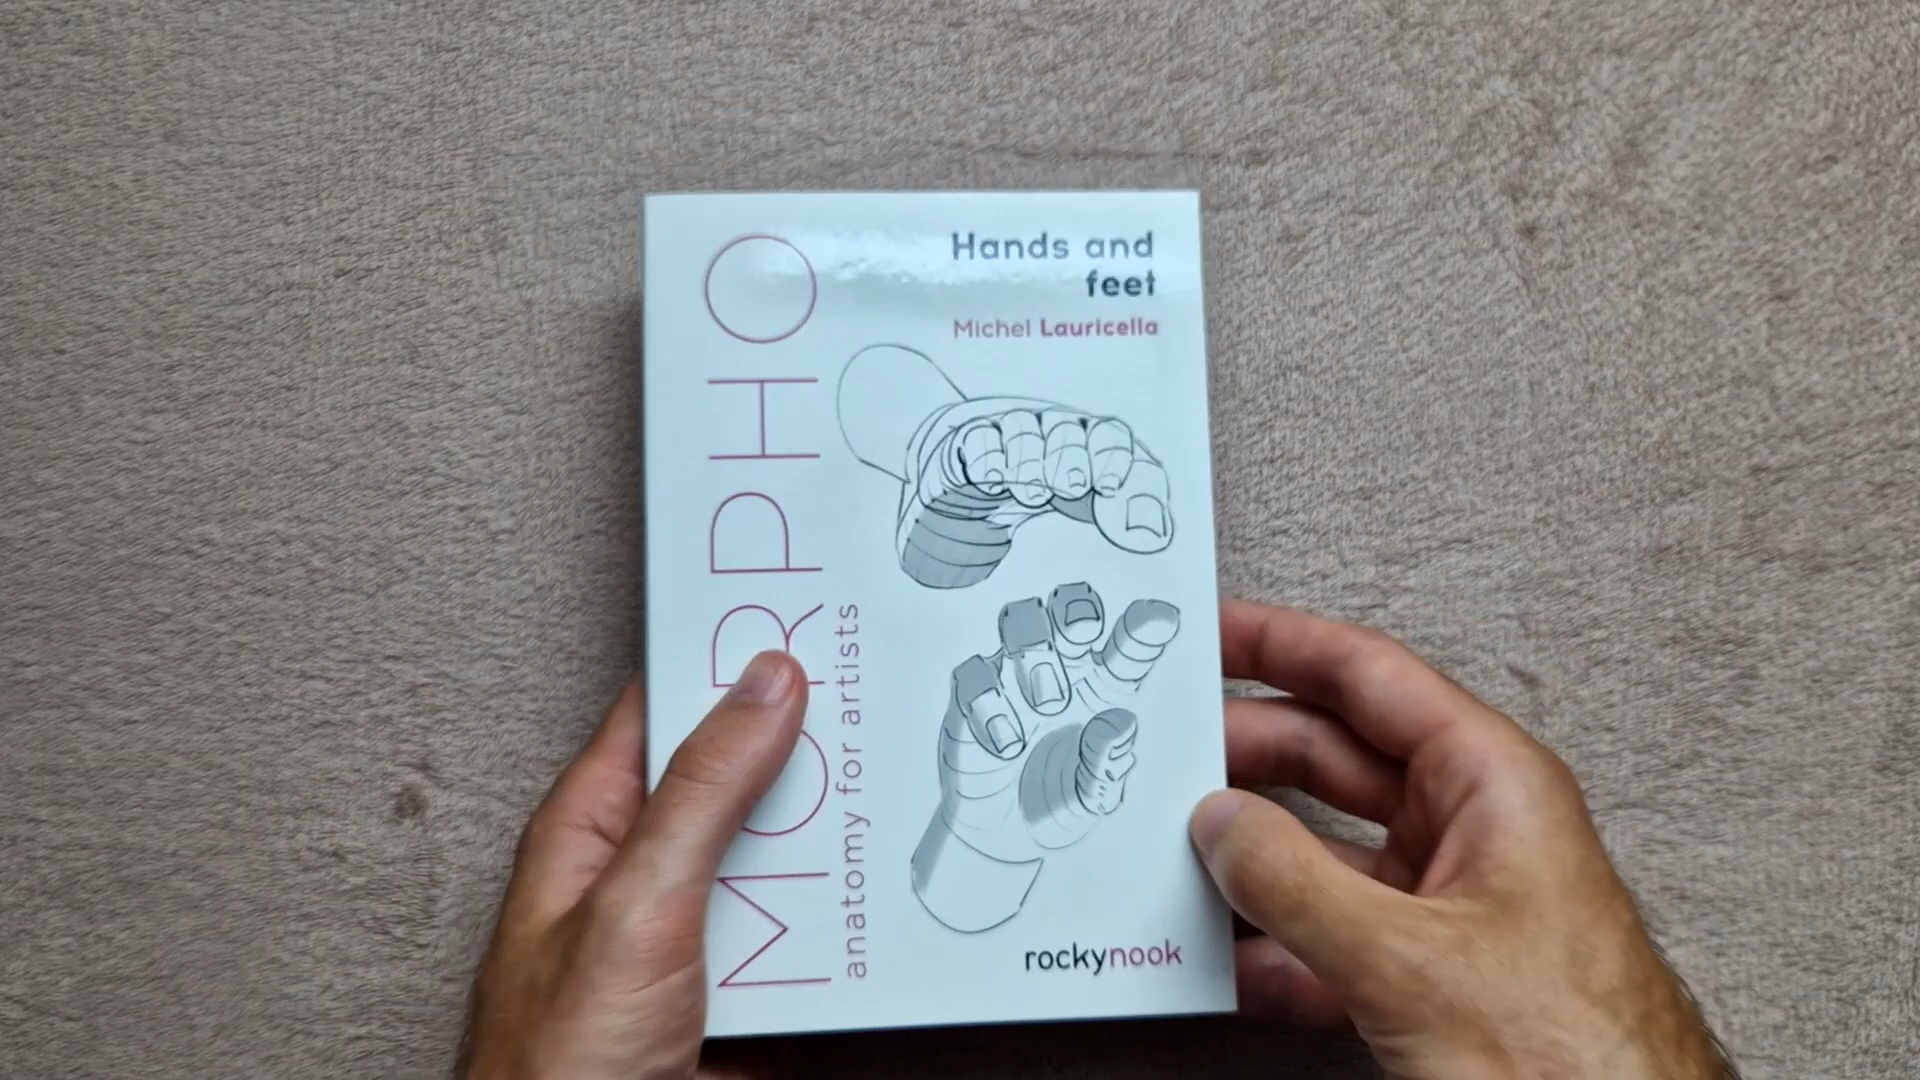 Hands and
feet
Michel Lauricella
MORPHO
anatomy for artists
rockynook